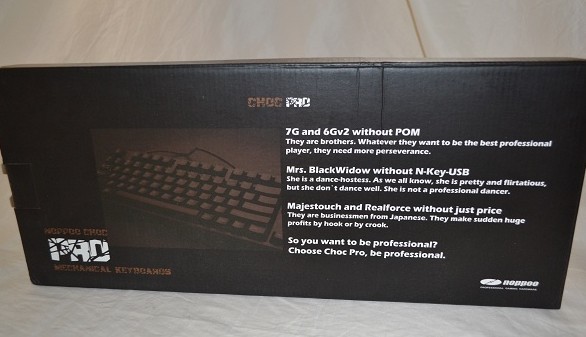 CHOC PRO
7G and 6Gv2 without POM
They are brothers. Whatever they want to be the best professional
player, they need more perseverance.
Mrs. BlackWidow without N-Key-USB
She is a dance-hostess. As we all know, she is pretty and flirtatious,
but she don´t dance well. She is not a professional dancer.
Majestouch and Realforce without just price
They are businessmen from Japanese. They make sudden huge
profits by hook or by crook.
So you want to be professional?
Choose Choc Pro, be professional.
NOPPOO CHOC
PRO
MECHANICAL KEYBOARDS
noppoo
PROFESSIONAL GAMING HARDWARE